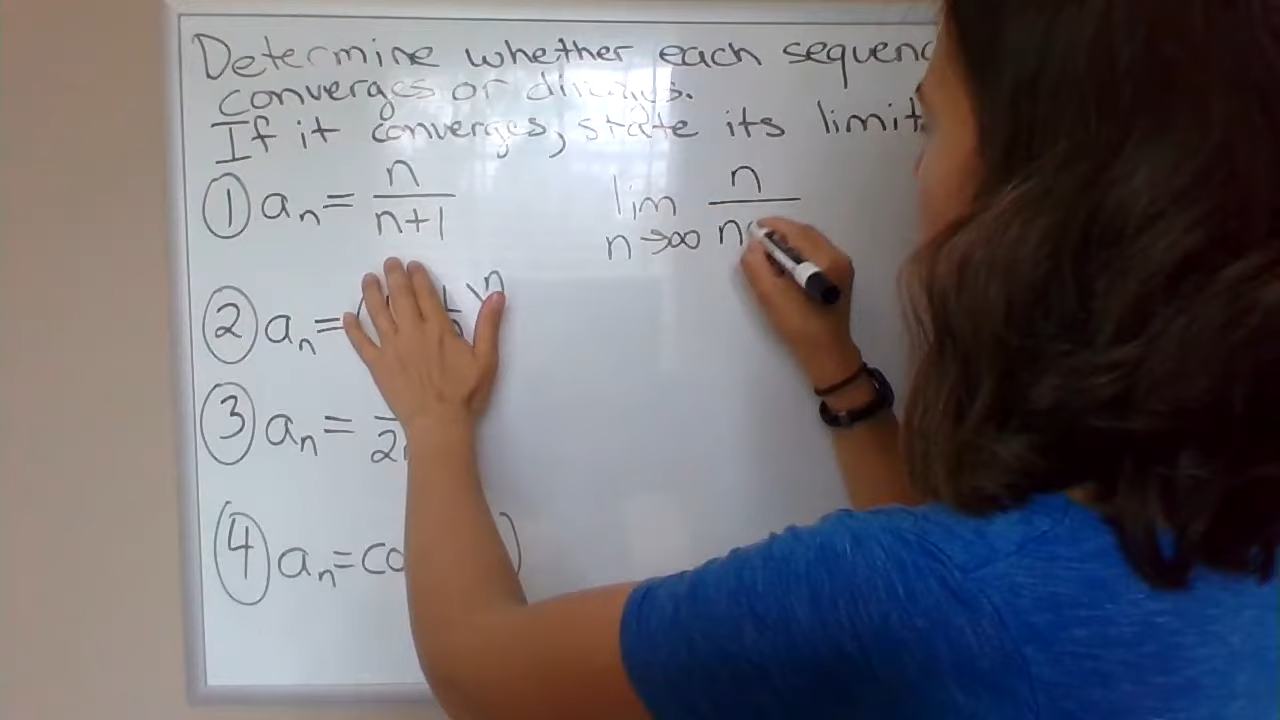 Determine whether each sequenc
converges or diverges.
If it converges, state its limit
① aₙ = n/(n+1) lim n→∞ n/n
② aₙ = n
③ aₙ = 2
④ aₙ = co )